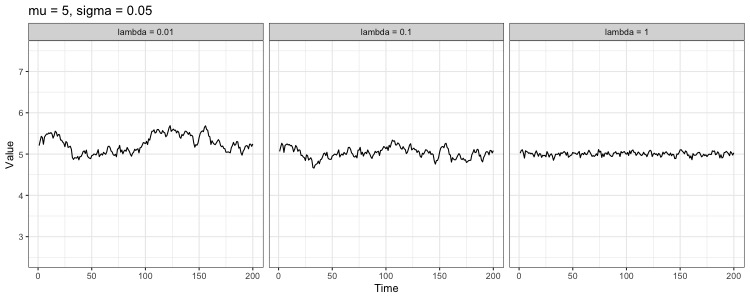 mu = 5, sigma = 0.05
lambda = 0.01
lambda = 0.1
lambda = 1
Value
7
6
5
4
3
0 50 100 150 200
0 50 100 150 200
0 50 100 150 200
Time